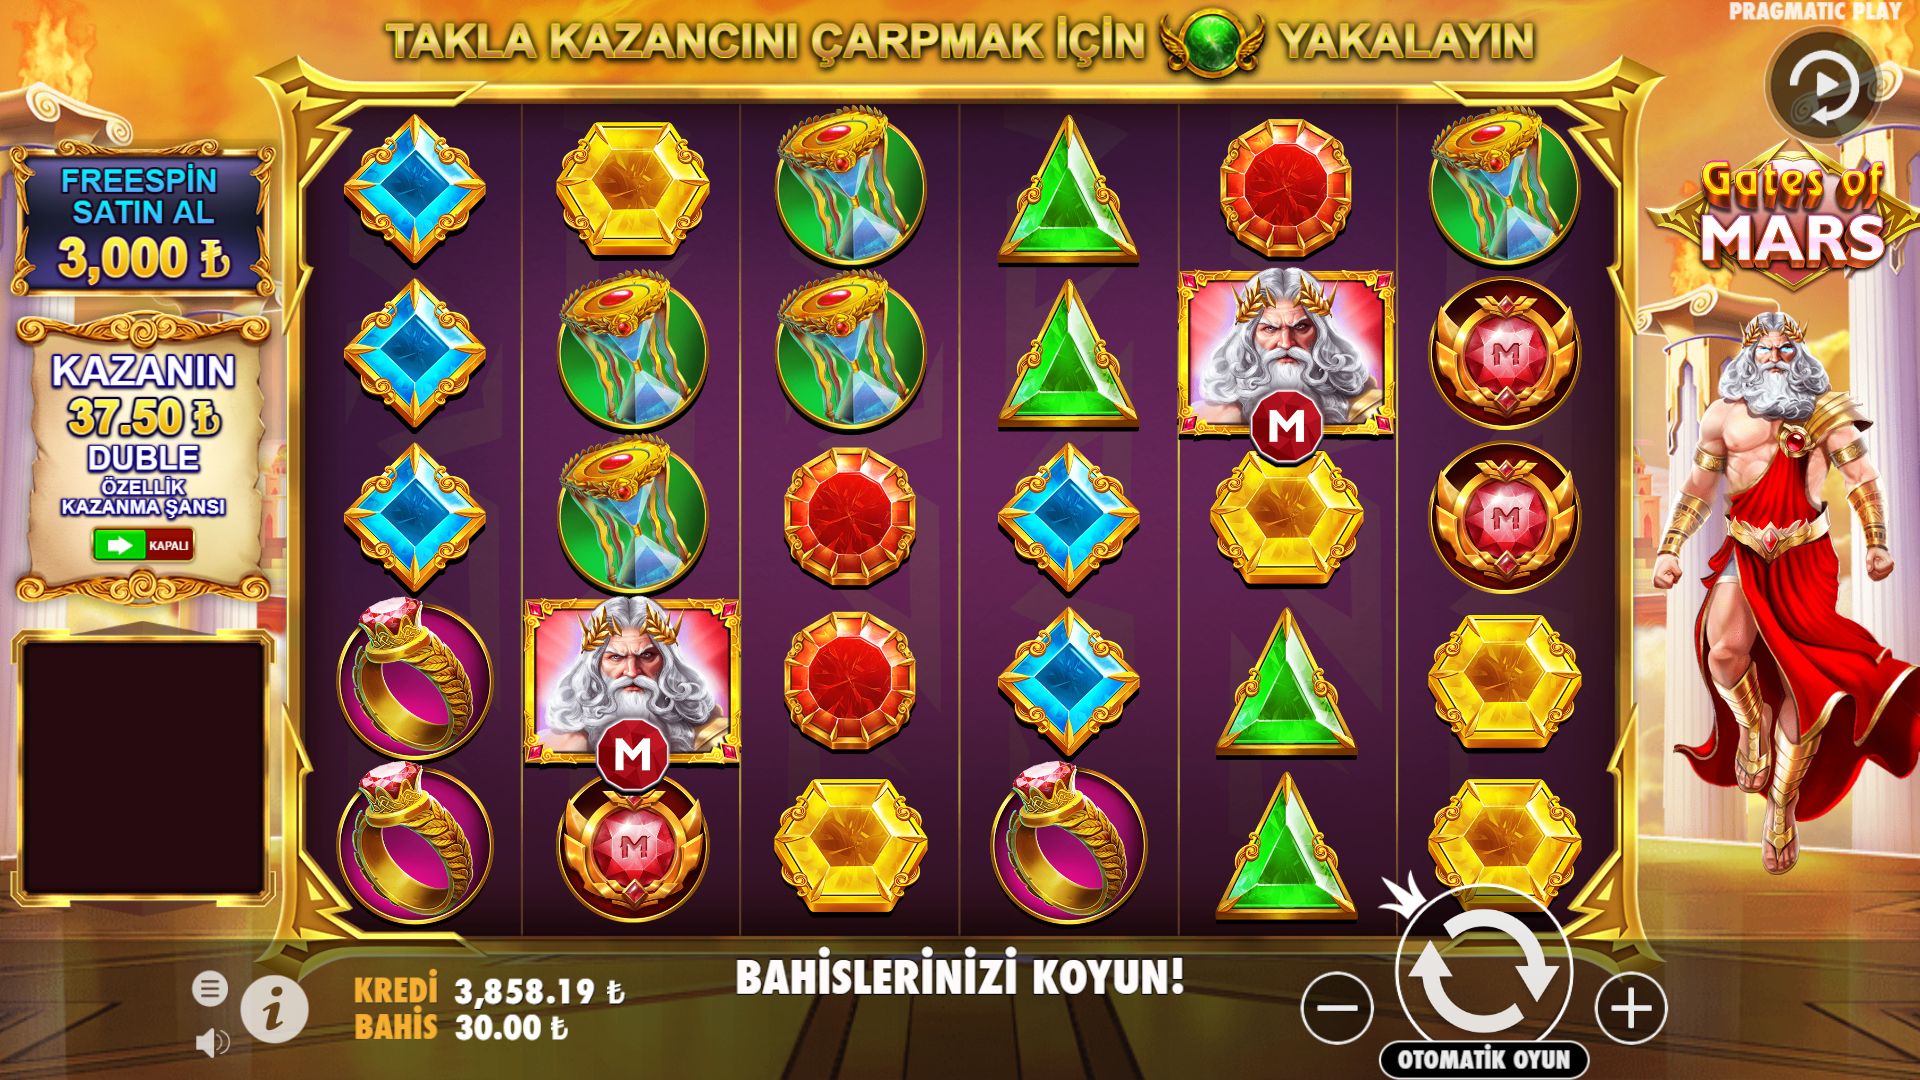 PRAGMATIC PLAY
TAKLA KAZANCINI ÇARPMAK İÇİN YAKALAYIN
FREESPİN
SATIN AL
3,000 ₺
Gates of
MARS
KAZANIN
37.50 ₺
DUBLE
ÖZELLİK
KAZANMA ŞANSI
KAPALI
M
M
M
M
M
BAHİSLERİNİZİ KOYUN!
KREDİ 3,858.19 ₺
BAHİS 30.00 ₺
OTOMATİK OYUN